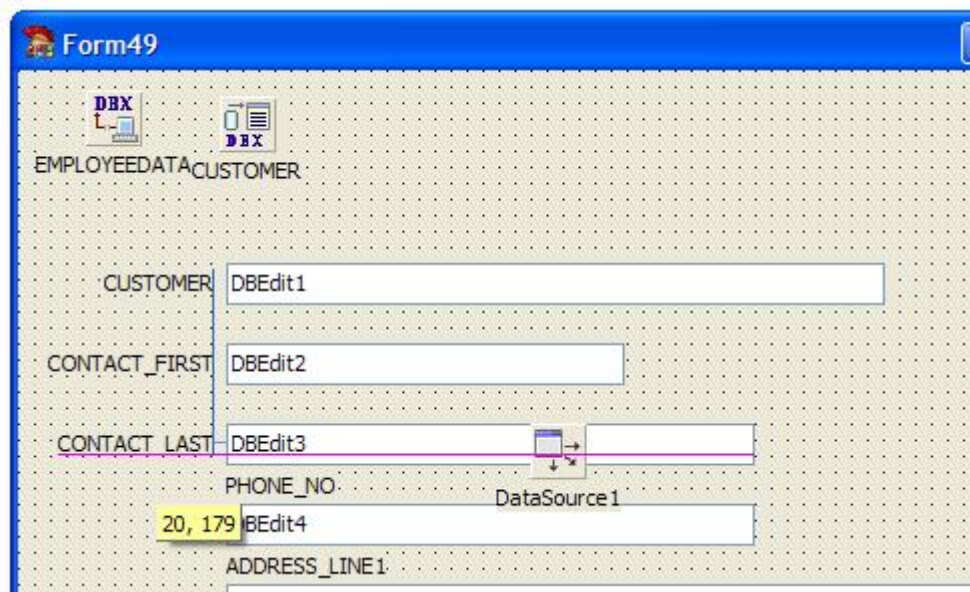 Form49
DBX
DBX
EMPLOYEEDATA
CUSTOMER
CUSTOMER DBEdit1
CONTACT_FIRST DBEdit2
CONTACT_LAST DBEdit3
PHONE_NO
DataSource1
20, 179 DBEdit4
ADDRESS_LINE1